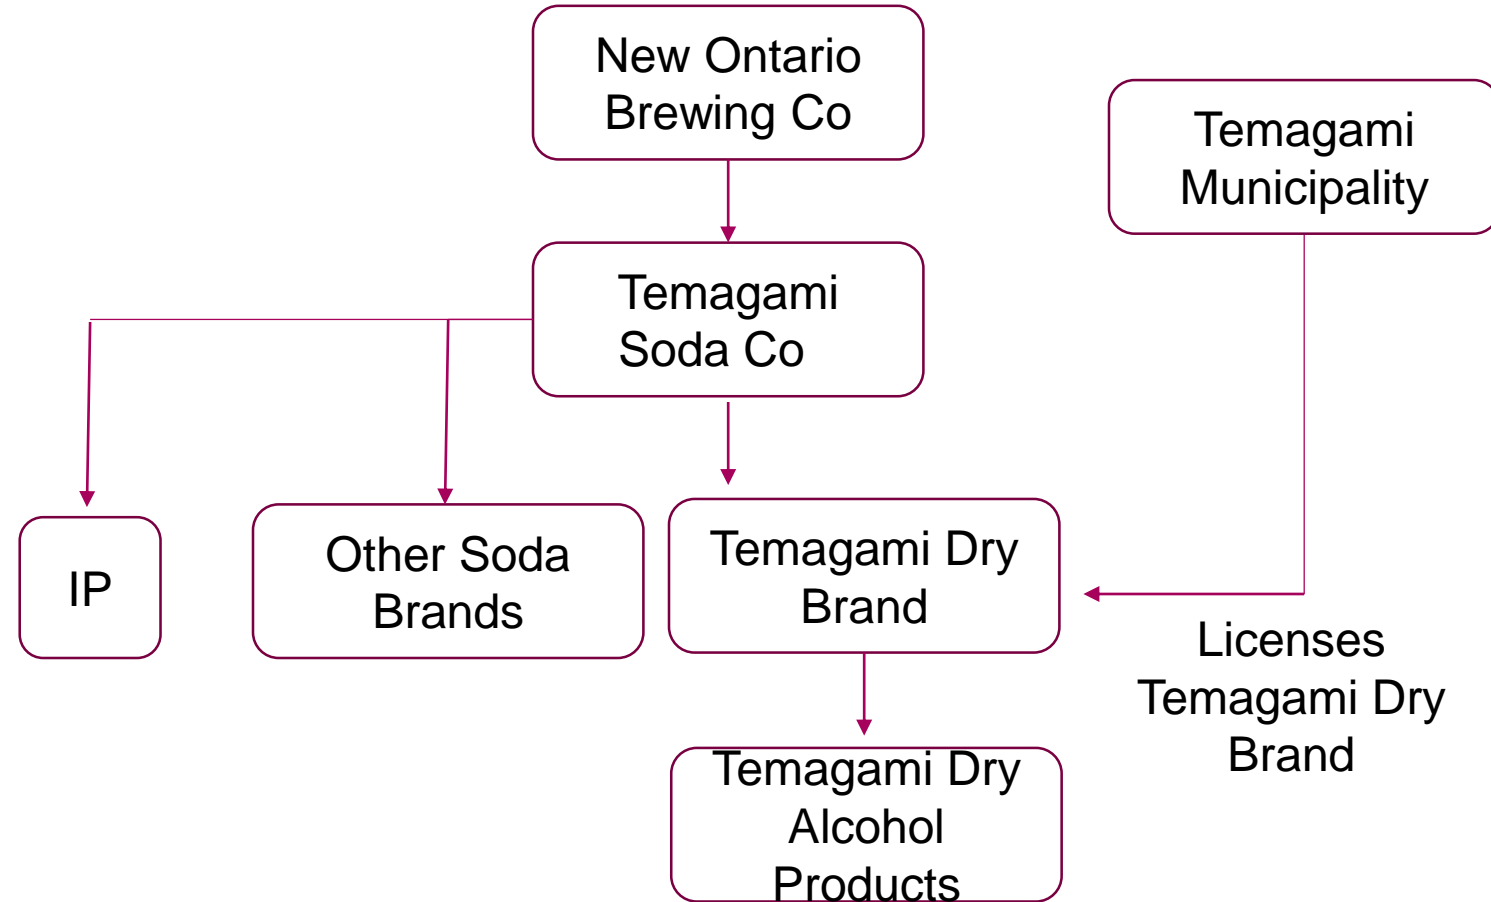 New Ontario
Brewing Co
Temagami
Municipality
Temagami
Soda Co
IP
Other Soda
Brands
Temagami Dry
Brand
Licenses
Temagami Dry
Brand
Temagami Dry
Alcohol
Products